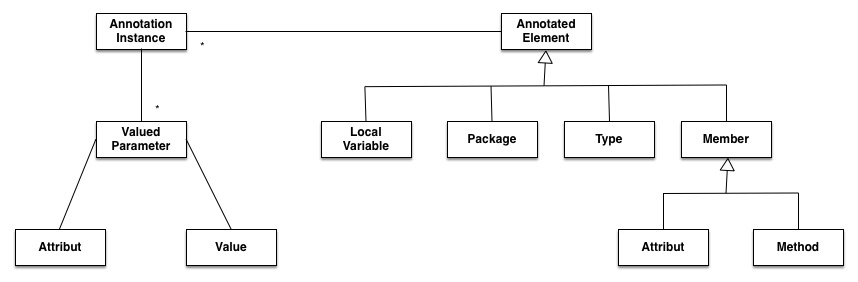 Annotation
Instance
*
Annotated
Element
*
Valued
Parameter
Local
Variable
Package
Type
Member
Attribut
Value
Attribut
Method